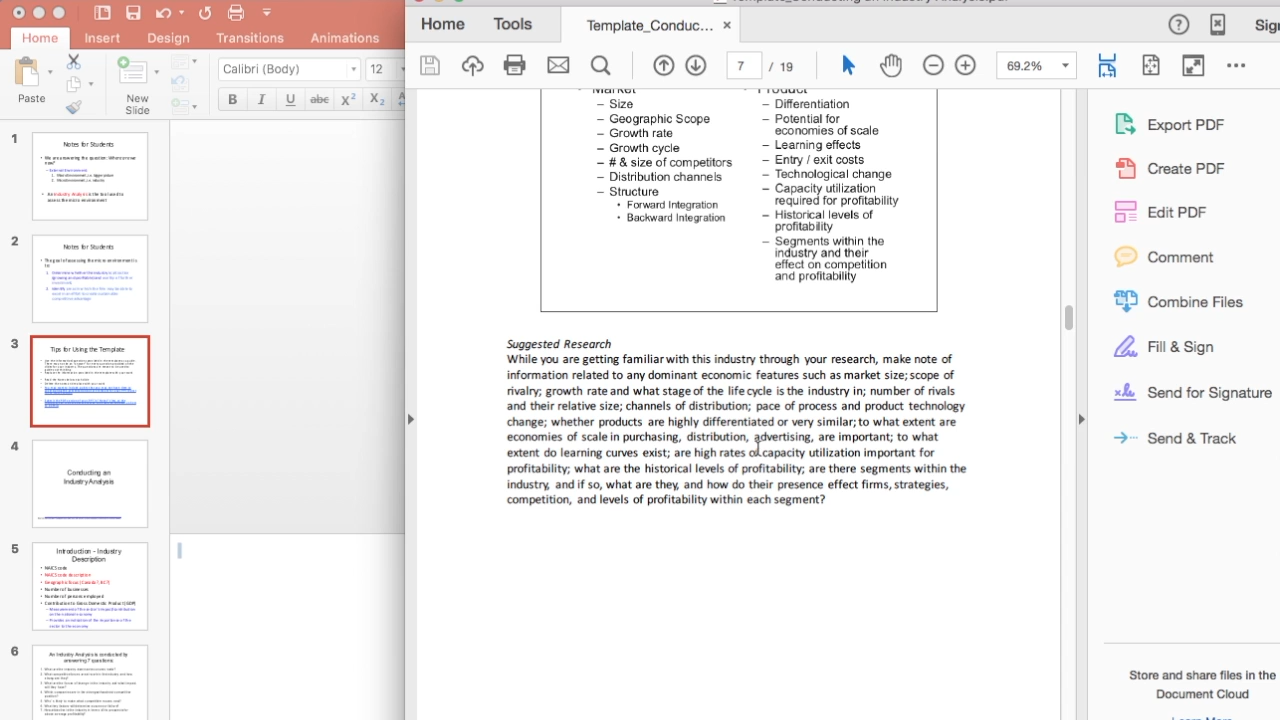 Template_Conducting an Industry Analysis.pdf
Home Insert Design Transitions Animations
Home Tools Template_Conduc... × Sign
Paste New Slide Calibri (Body) 12
B I U abc X² X₂
7 / 19 69.2%
1
Notes for Students
2
Notes for Students
3
Tips for Using the Template
4
Conducting an
Industry Analysis
5
Introduction - Industry
Description
• NAICS code
• NAICS code description
• Geographic focus (Canada?, BC?)
• Number of businesses
• Number of persons employed
• Contribution to Gross Domestic Product (GDP)
6
An Industry Analysis is conducted by
answering 7 questions
• Market
– Size
– Geographic Scope
– Growth rate
– Growth cycle
– # & size of competitors
– Distribution channels
– Structure
• Forward Integration
• Backward Integration
• Product
– Differentiation
– Potential for
economies of scale
– Learning effects
– Entry / exit costs
– Technological change
– Capacity utilization
required for profitability
– Historical levels of
profitability
– Segments within the
industry and their
effect on competition
and profitability
Suggested Research
While you are getting familiar with this industry through your research, make note of
information related to any dominant economic features such as market size; scope of
rivalry; growth rate and what stage of the life cycle is the industry in; number of rivals
and their relative size; channels of distribution; pace of process and product technology
change; whether products are highly differentiated or very similar; to what extent are
economies of scale in purchasing, distribution, advertising, are important; to what
extent do learning curves exist; are high rates of capacity utilization important for
profitability; what are the historical levels of profitability; are there segments within the
industry, and if so, what are they, and how do their presence effect firms, strategies,
competition, and levels of profitability within each segment?
Export PDF
Create PDF
Edit PDF
Comment
Combine Files
Fill & Sign
Send for Signature
Send & Track
Store and share files in the
Document Cloud
Learn More